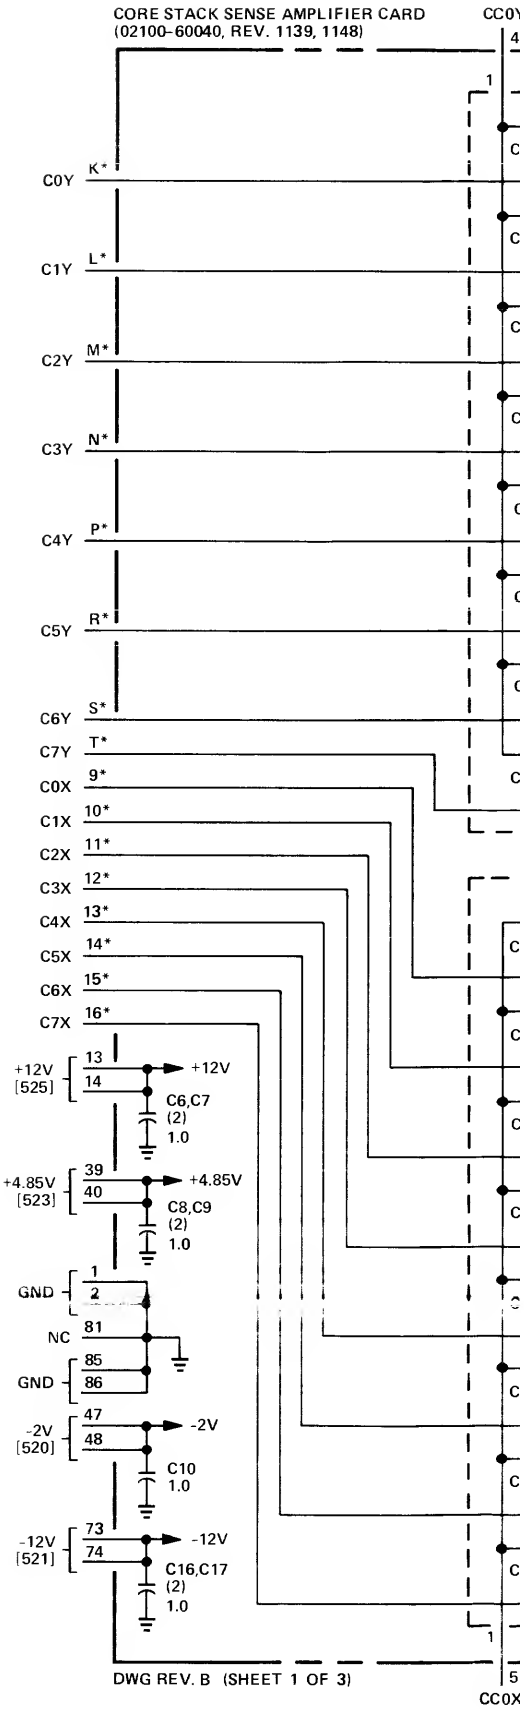 CORE STACK SENSE AMPLIFIER CARD
(02100-60040, REV. 1139, 1148)
CC0Y
4
1
C
C0Y K*
C
C1Y L*
C
C2Y M*
C
C3Y N*
C
C4Y P*
C
C5Y R*
C
C6Y S*
C7Y T*
C
C0X 9*
C1X 10*
C2X 11*
C3X 12*
C4X 13*
C
C5X 14*
C6X 15*
C7X 16*
C
+12V
[525]
13
14
+12V
C6,C7
(2)
1.0
C
+4.85V
[523]
39
40
+4.85V
C8,C9
(2)
1.0
C
GND
1
2
C
NC 81
GND
85
86
C
-2V
[520]
47
48
-2V
C10
1.0
C
-12V
[521]
73
74
-12V
C16,C17
(2)
1.0
C
1
DWG REV. B (SHEET 1 OF 3)
5
CC0X